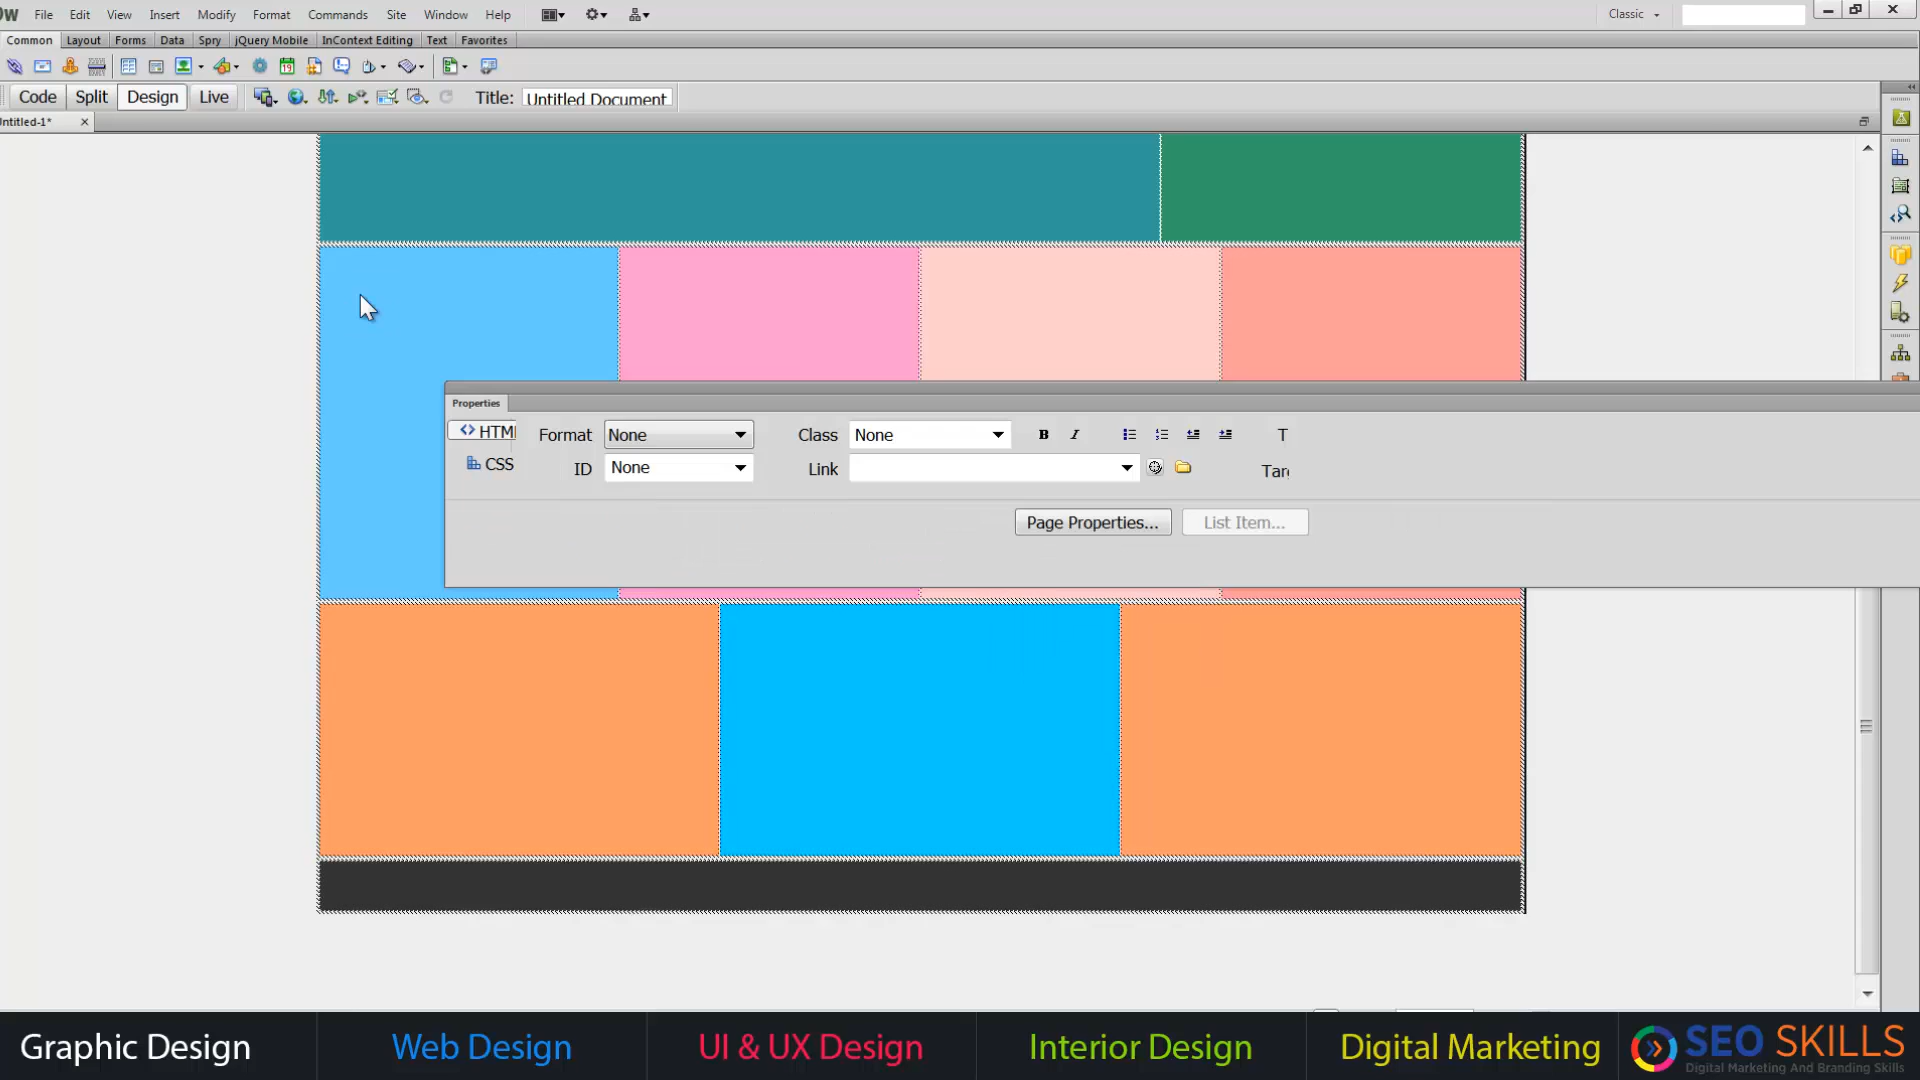 File Edit View Insert Modify Format Commands Site Window Help Classic
Common Layout Forms Data Spry jQuery Mobile InContext Editing Text Favorites
Code Split Design Live Title: Untitled Document
ntitled-1*
Properties
HTML Format None Class None B I T
CSS ID None Link Tar
Page Properties... List Item...
Graphic Design Web Design UI & UX Design Interior Design Digital Marketing SEO SKILLS
Digital Marketing And Branding Skills